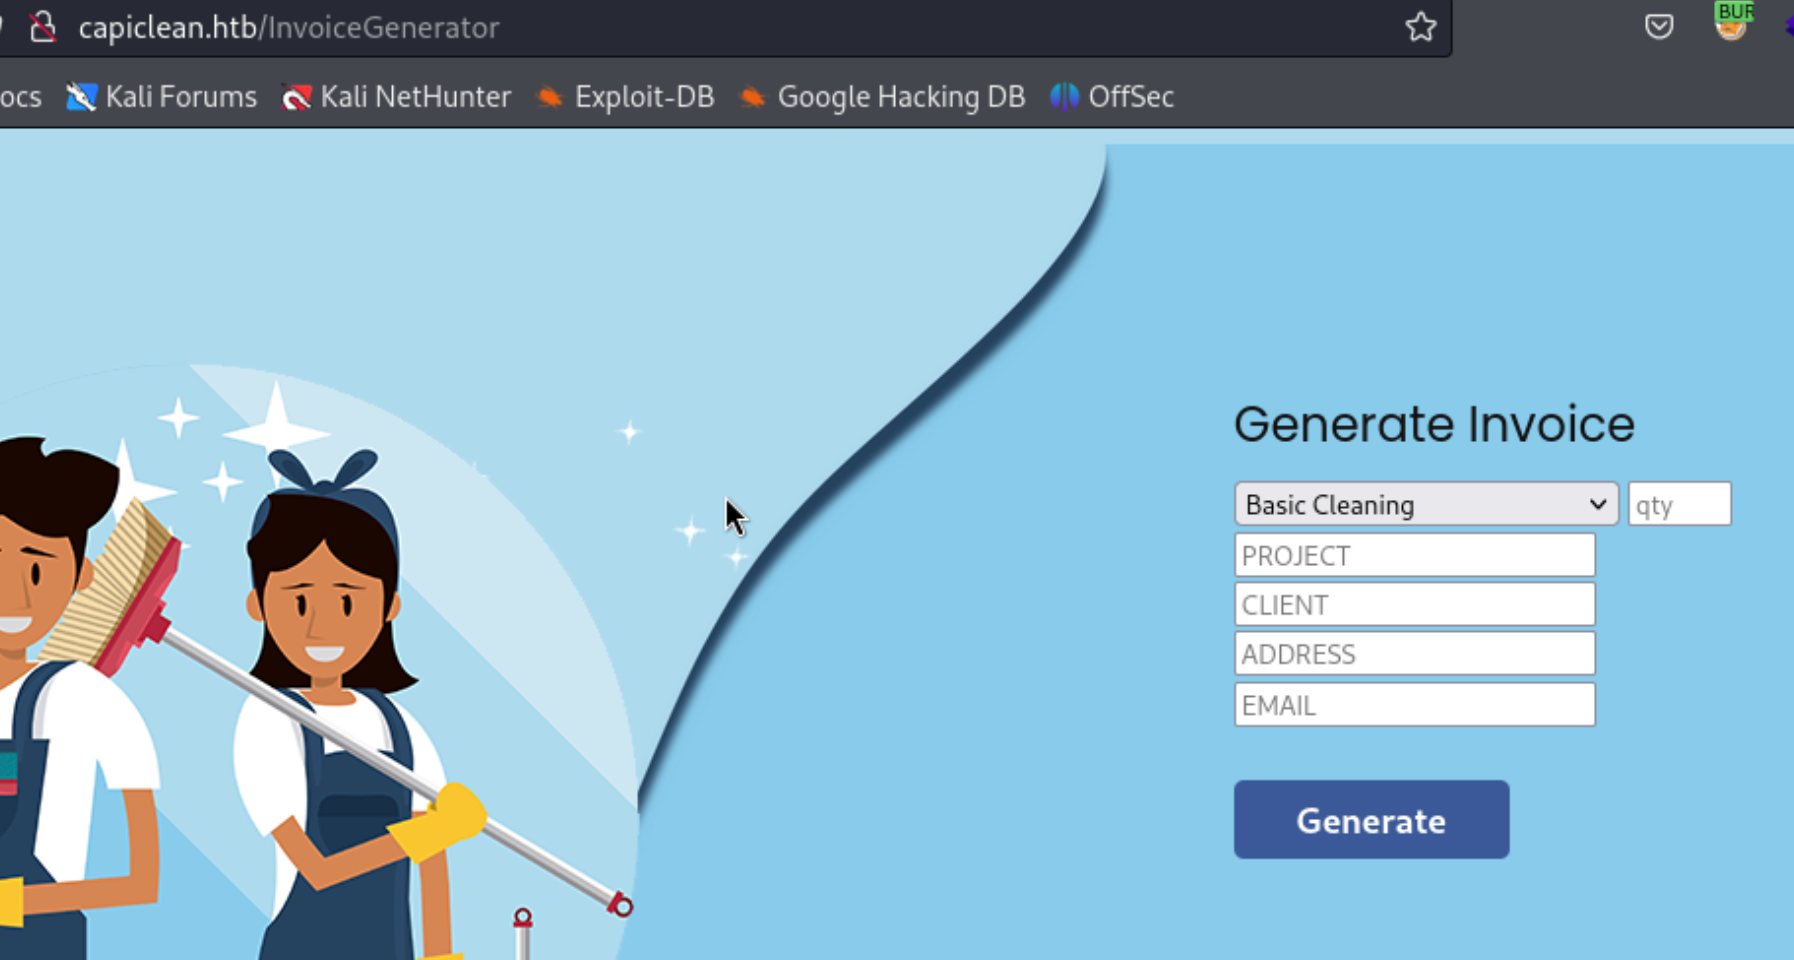 capiclean.htb/InvoiceGenerator
BUR
ocs Kali Forums Kali NetHunter Exploit-DB Google Hacking DB OffSec
Generate Invoice
Basic Cleaning qty
PROJECT
CLIENT
ADDRESS
EMAIL
Generate